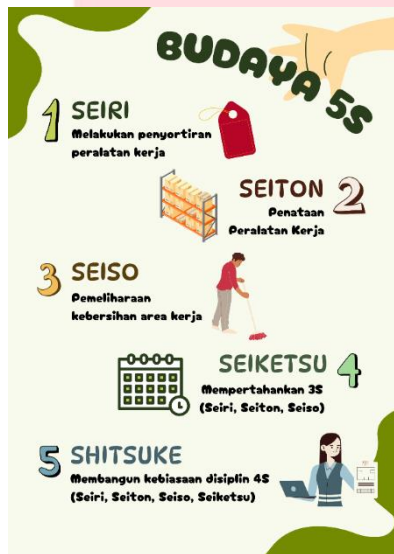 BUDAYA 5S
1 SEIRI
Melakukan penyortiran
peralatan kerja
SEITON 2
Penataan
Peralatan Kerja
3 SEISO
Pemeliharaan
kebersihan area kerja
SEIKETSU 4
Mempertahankan 3S
(Seiri, Seiton, Seiso)
5 SHITSUKE
Membangun kebiasaan disiplin 4S
(Seiri, Seiton, Seiso, Seiketsu)